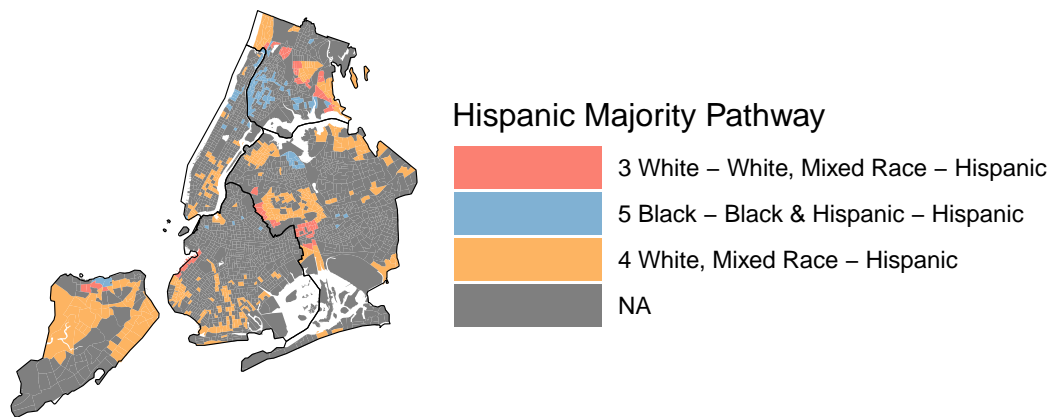 Hispanic Majority Pathway
3 White – White, Mixed Race – Hispanic
5 Black – Black & Hispanic – Hispanic
4 White, Mixed Race – Hispanic
NA